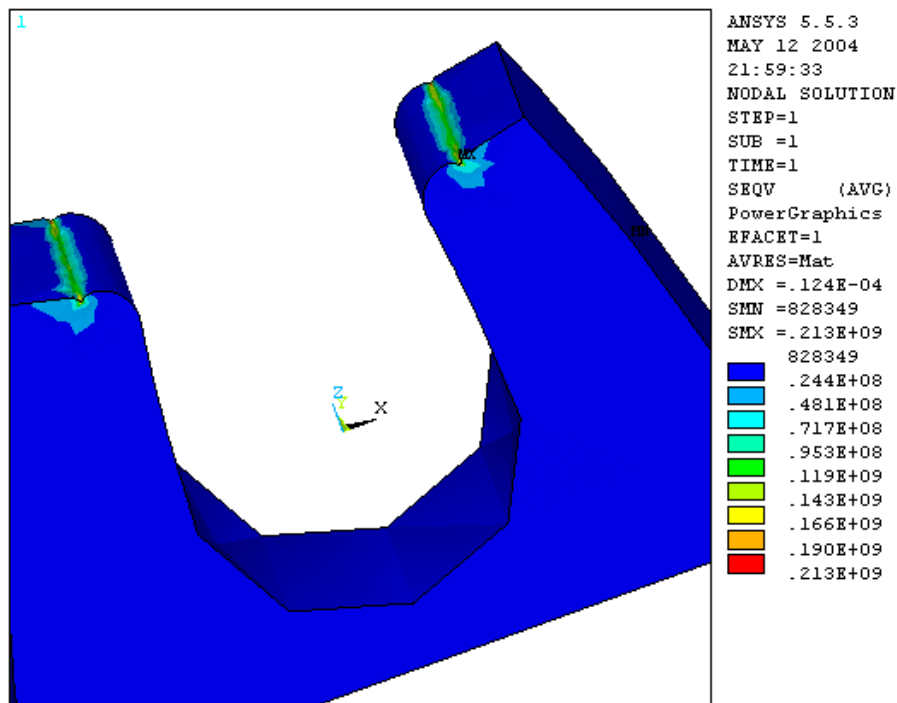 1
ANSYS 5.5.3
MAY 12 2004
21:59:33
NODAL SOLUTION
STEP=1
SUB =1
TIME=1
SEQV (AVG)
PowerGraphics
EFACET=1
AVRES=Mat
DMX =.124E-04
SMN =828349
SMX =.213E+09
828349
.244E+08
.481E+08
.717E+08
.953E+08
.119E+09
.143E+09
.166E+09
.190E+09
.213E+09
MX
MN
Z
Y
X